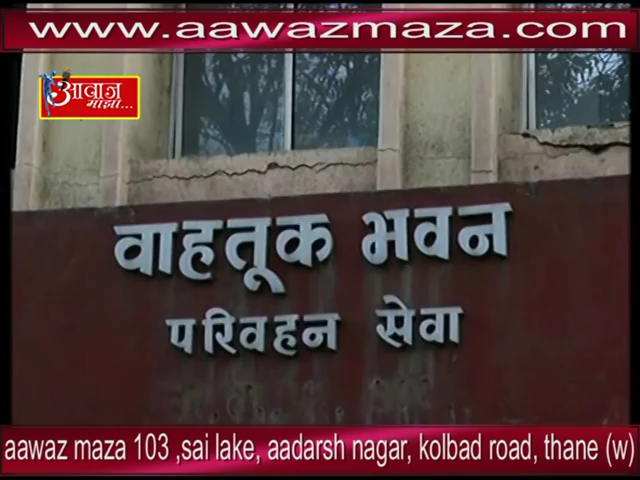 www.aawazmaza.com
आवाज
माझा...
वाहतूक भवन
परिवहन सेवा
aawaz maza 103 ,sai lake, aadarsh nagar, kolbad road, thane (w)